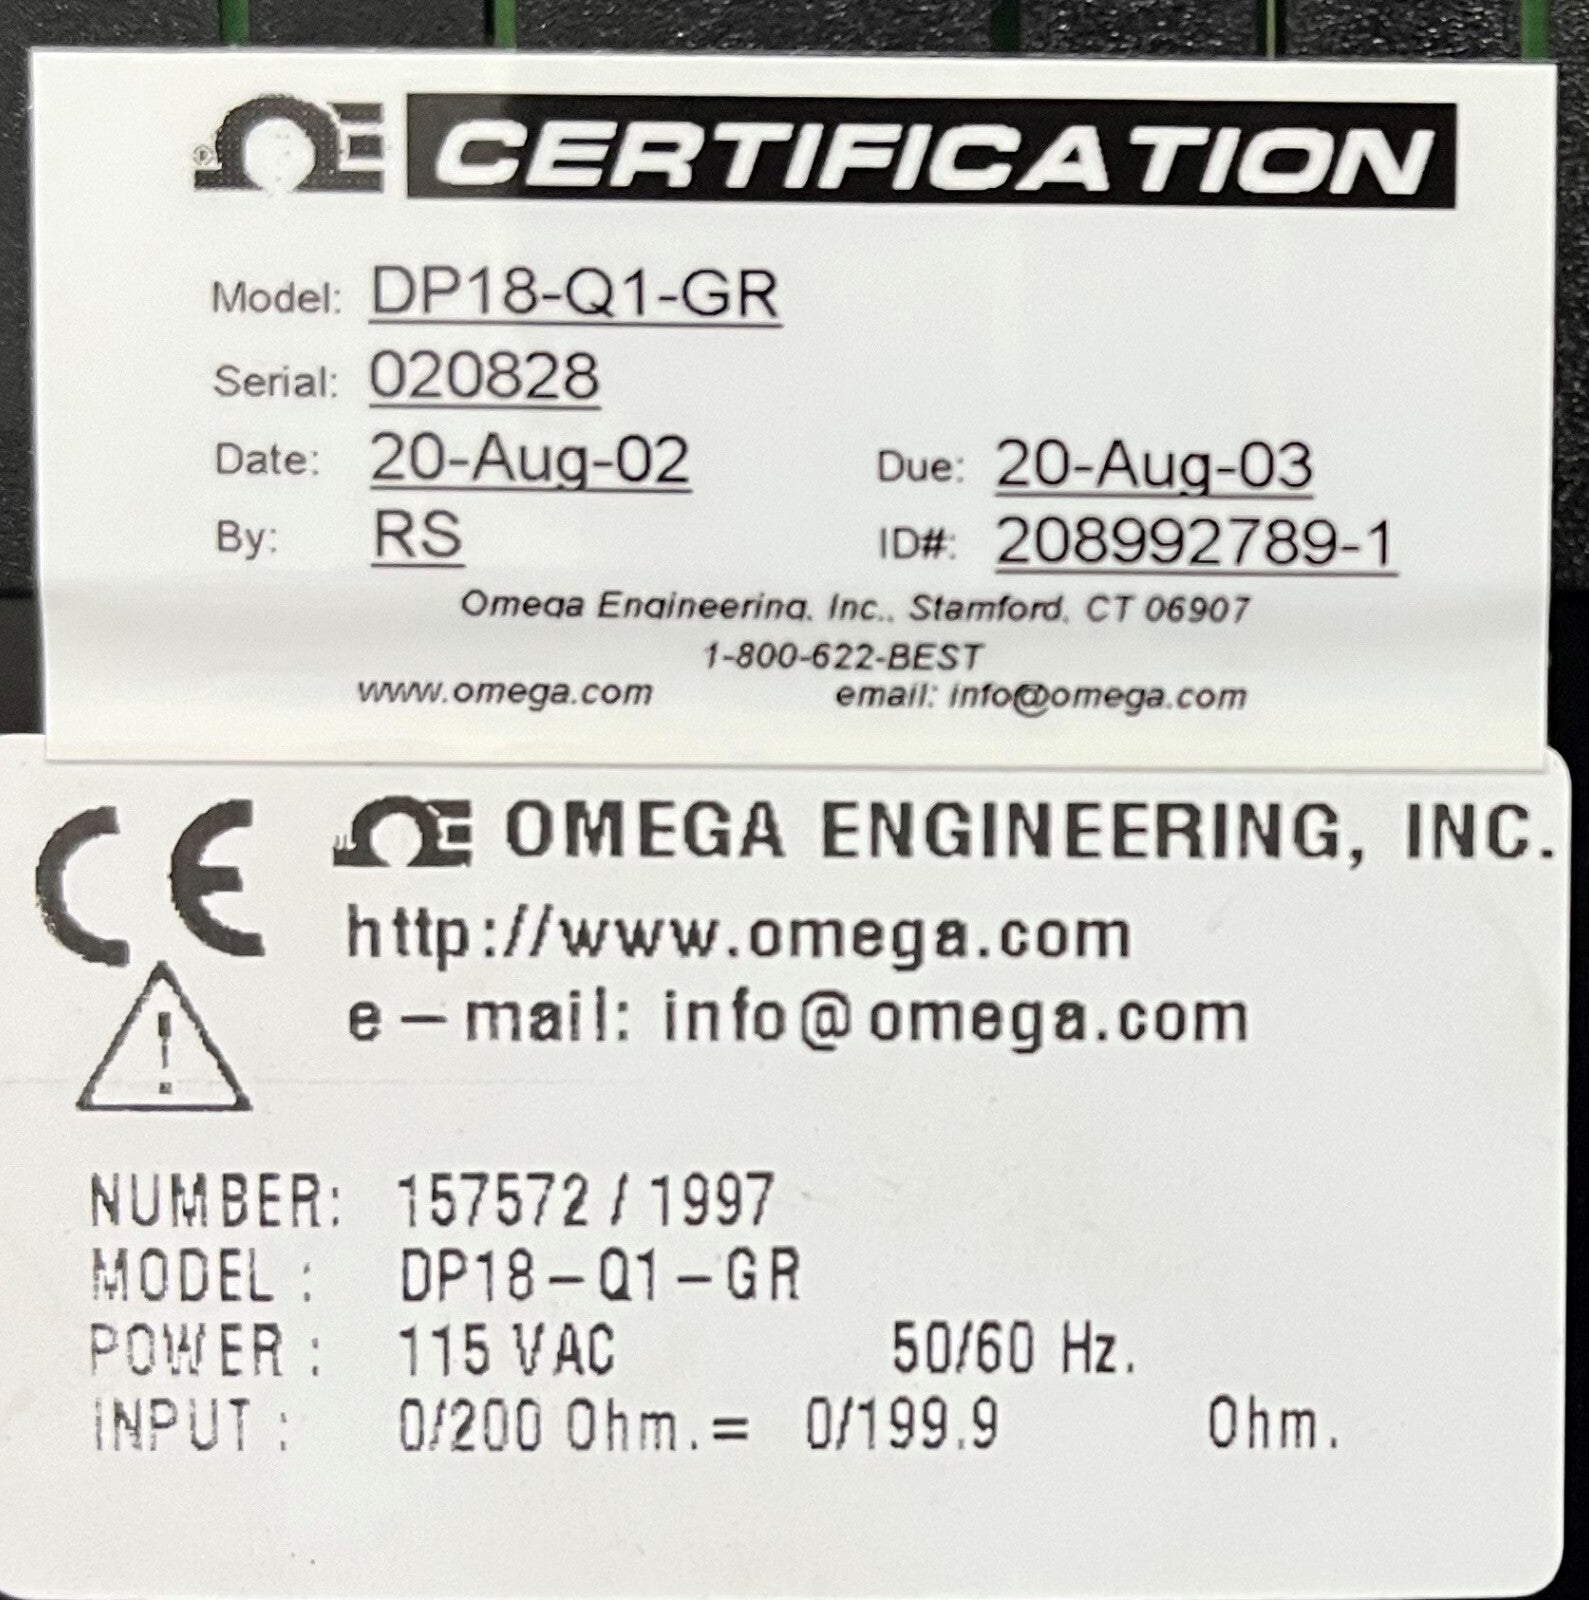 ® ΩE CERTIFICATION
Model: DP18-Q1-GR
Serial: 020828
Date: 20-Aug-02 Due: 20-Aug-03
By: RS ID#: 208992789-1
Omega Engineering, Inc., Stamford, CT 06907
1-800-622-BEST
www.omega.com email: info@omega.com
CE ΩE OMEGA ENGINEERING, INC.
http://www.omega.com
e-mail: info@omega.com
!
NUMBER: 157572 / 1997
MODEL: DP18-Q1-GR
POWER: 115 VAC 50/60 Hz.
INPUT: 0/200 Ohm. = 0/199.9 Ohm.